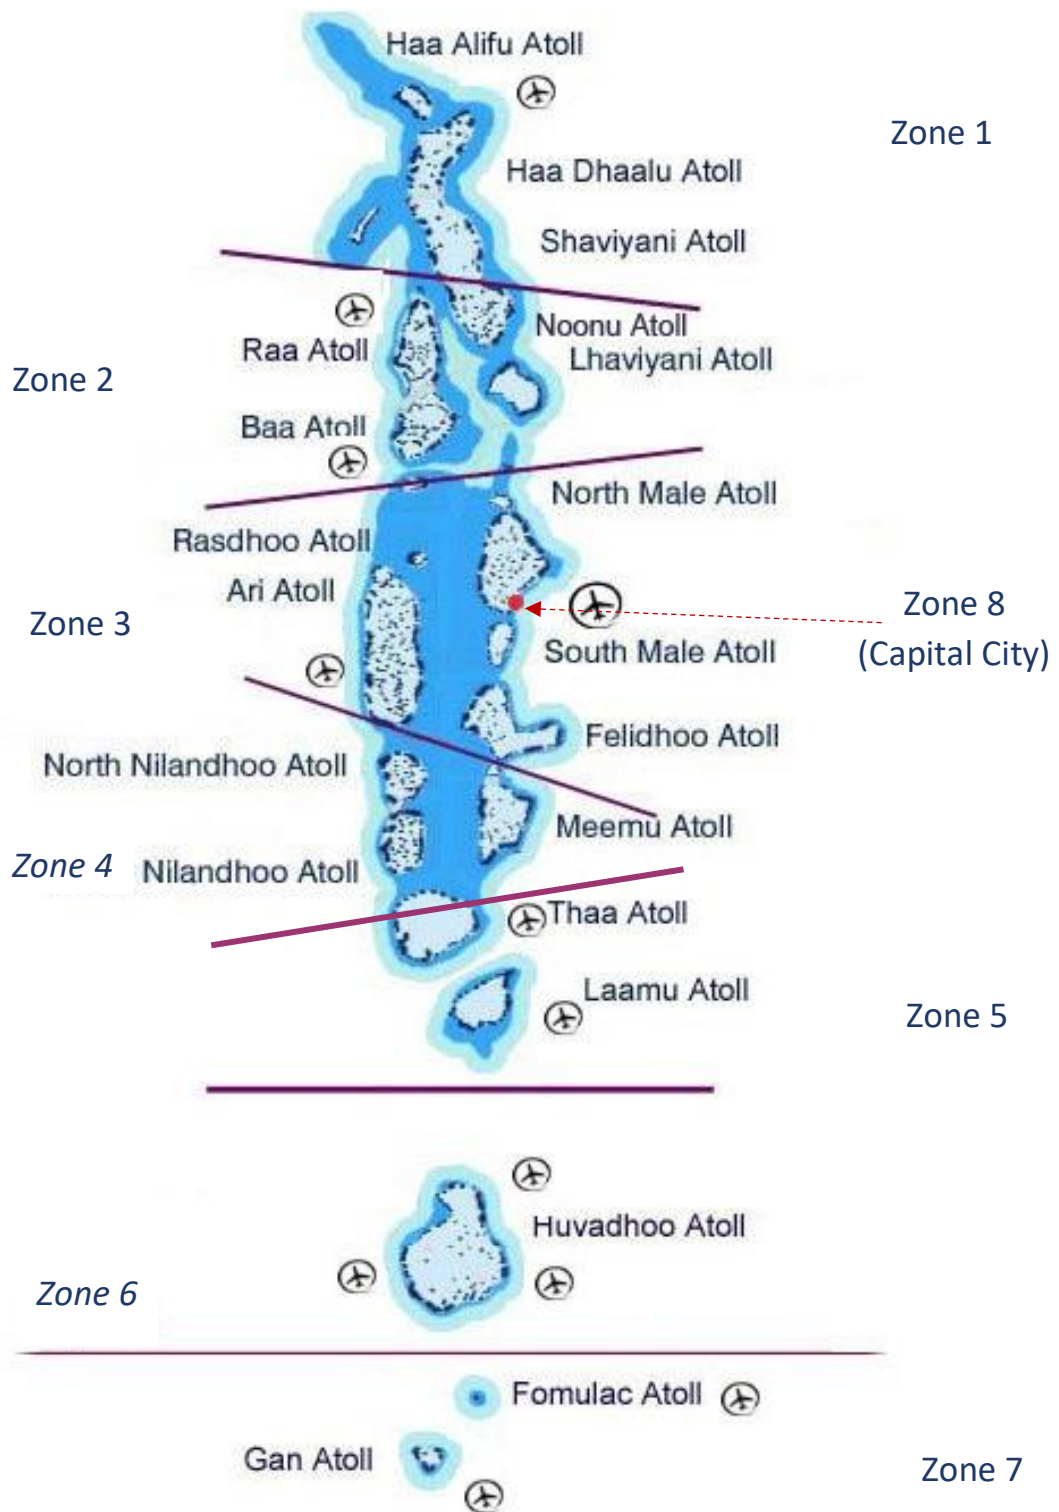 Haa Alifu Atoll
Zone 1
Haa Dhaalu Atoll
Shaviyani Atoll
Noonu Atoll
Raa Atoll
Lhaviyani Atoll
Zone 2
Baa Atoll
North Male Atoll
Rasdhoo Atoll
Ari Atoll
Zone 8
Zone 3
South Male Atoll
(Capital City)
Felidhoo Atoll
North Nilandhoo Atoll
Meemu Atoll
Zone 4
Nilandhoo Atoll
Thaa Atoll
Laamu Atoll
Zone 5
Huvadhoo Atoll
Zone 6
Fomulac Atoll
Gan Atoll
Zone 7